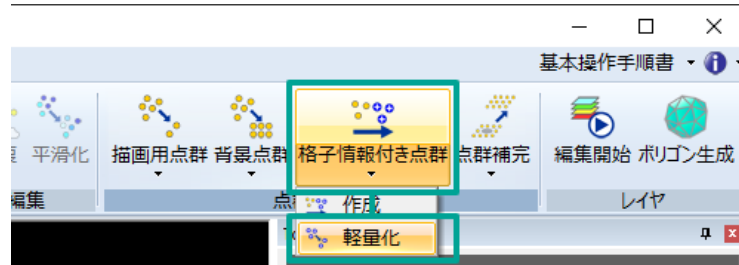 基本操作手順書
平滑化
描画用点群
背景点群
格子情報付き点群
点群補完
編集開始
ポリゴン生成
編集
レイヤ
作成
軽量化